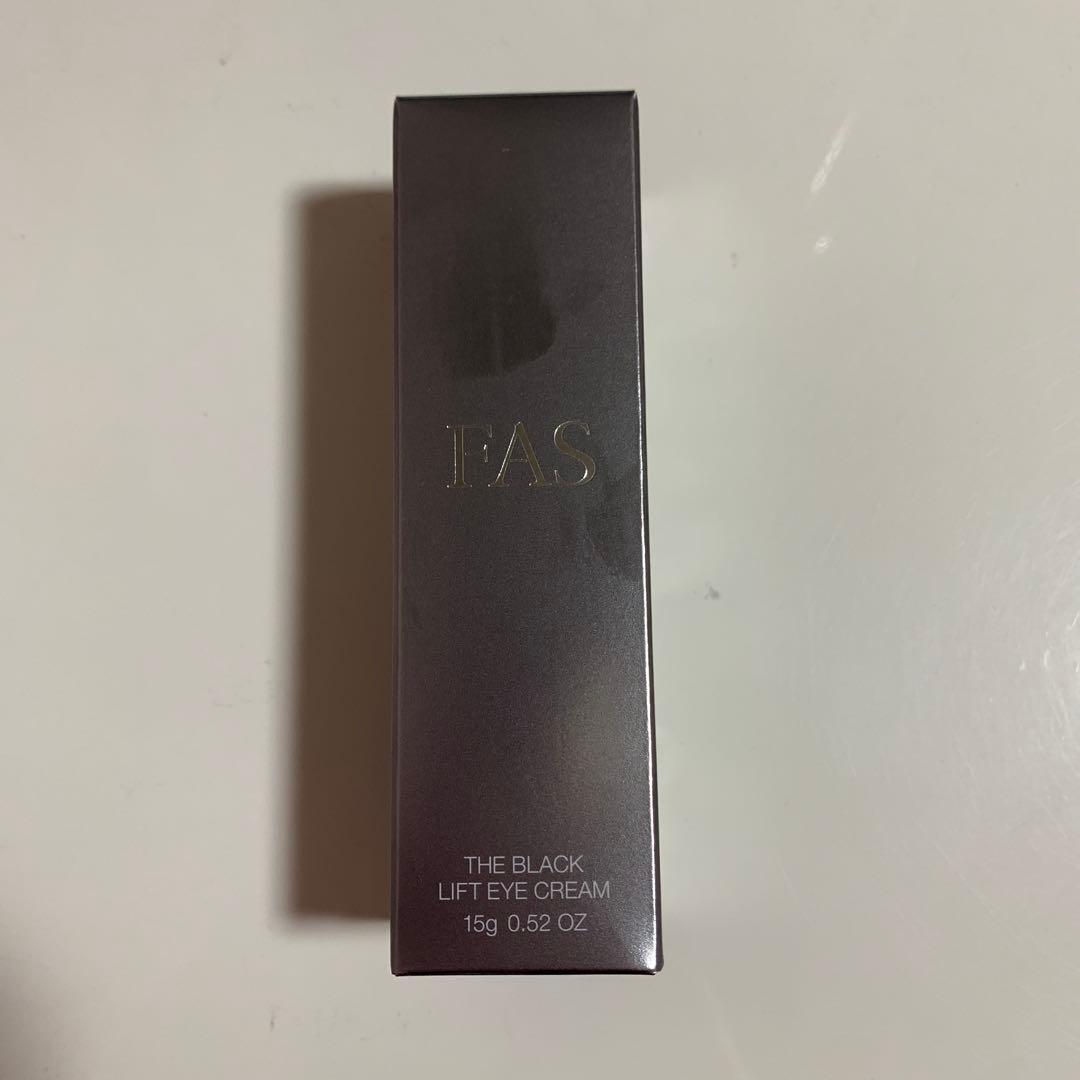 FAS
THE BLACK
LIFT EYE CREAM
15g 0.52 OZ